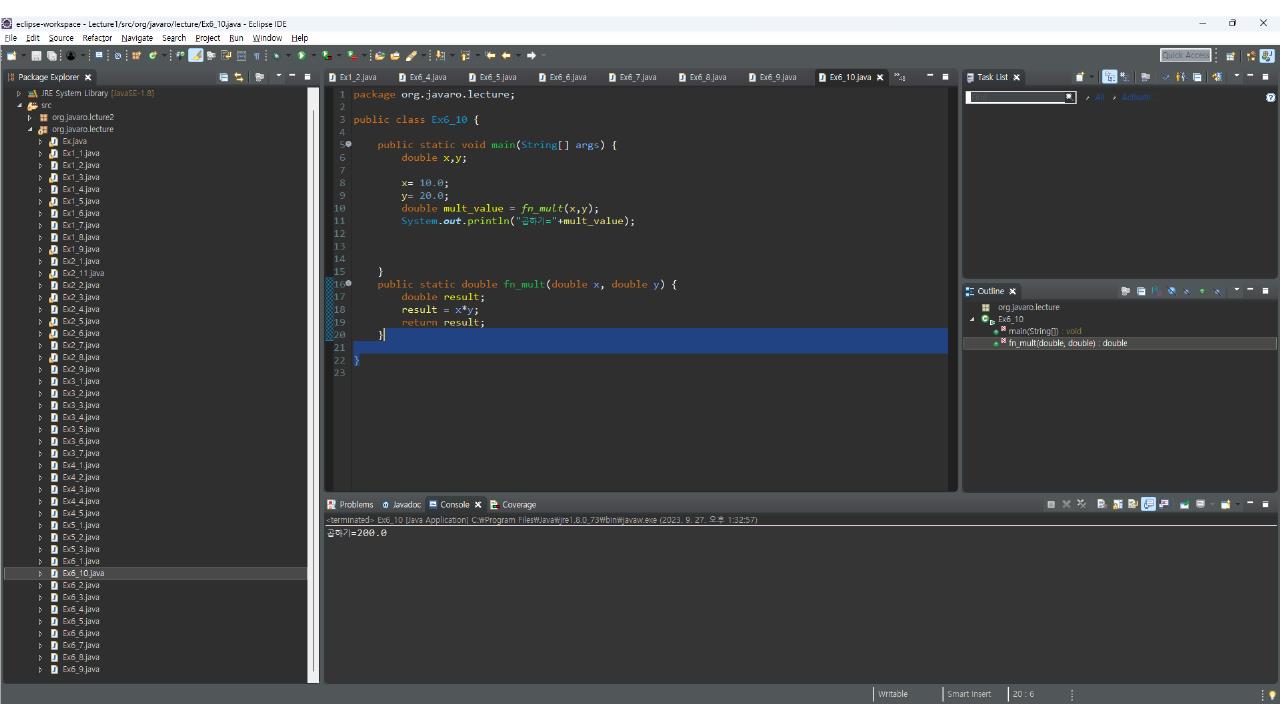 eclipse-workspace - Lecture1/src/org/javaro/lecture/Ex6_10.java - Eclipse IDE
File Edit Source Refactor Navigate Search Project Run Window Help
Quick Access
Package Explorer
JRE System Library [JavaSE-1.8]
src
org.javaro.lcture2
org.javaro.lecture
Ex.java
Ex1_1.java
Ex1_2.java
Ex1_3.java
Ex1_4.java
Ex1_5.java
Ex1_6.java
Ex1_7.java
Ex1_8.java
Ex1_9.java
Ex2_1.java
Ex2_11.java
Ex2_2.java
Ex2_3.java
Ex2_4.java
Ex2_5.java
Ex2_6.java
Ex2_7.java
Ex2_8.java
Ex2_9.java
Ex3_1.java
Ex3_2.java
Ex3_3.java
Ex3_4.java
Ex3_5.java
Ex3_6.java
Ex3_7.java
Ex4_1.java
Ex4_2.java
Ex4_3.java
Ex4_4.java
Ex4_5.java
Ex5_1.java
Ex5_2.java
Ex5_3.java
Ex6_1.java
Ex6_10.java
Ex6_2.java
Ex6_3.java
Ex6_4.java
Ex6_5.java
Ex6_6.java
Ex6_7.java
Ex6_8.java
Ex6_9.java
Ex1_2.java Ex6_4.java Ex6_5.java Ex6_6.java Ex6_7.java Ex6_8.java Ex6_9.java Ex6_10.java
1 package org.javaro.lecture;
2
3 public class Ex6_10 {
4
5 public static void main(String[] args) {
6 double x,y;
7
8 x= 10.0;
9 y= 20.0;
10 double mult_value = fn_mult(x,y);
11 System.out.println("곱하기="+mult_value);
12
13
14
15 }
16 public static double fn_mult(double x, double y) {
17 double result;
18 result = x*y;
19 return result;
20 }
21
22 }
23
Task List
Find
All Activate...
Outline
org.javaro.lecture
Ex6_10
main(String[]) : void
fn_mult(double, double) : double
Problems Javadoc Console Coverage
<terminated> Ex6_10 [Java Application] C:₩Program Files₩Java₩jre1.8.0_73₩bin₩javaw.exe (2023. 9. 27. 오후 1:32:57)
곱하기=200.0
Writable Smart Insert 20 : 6